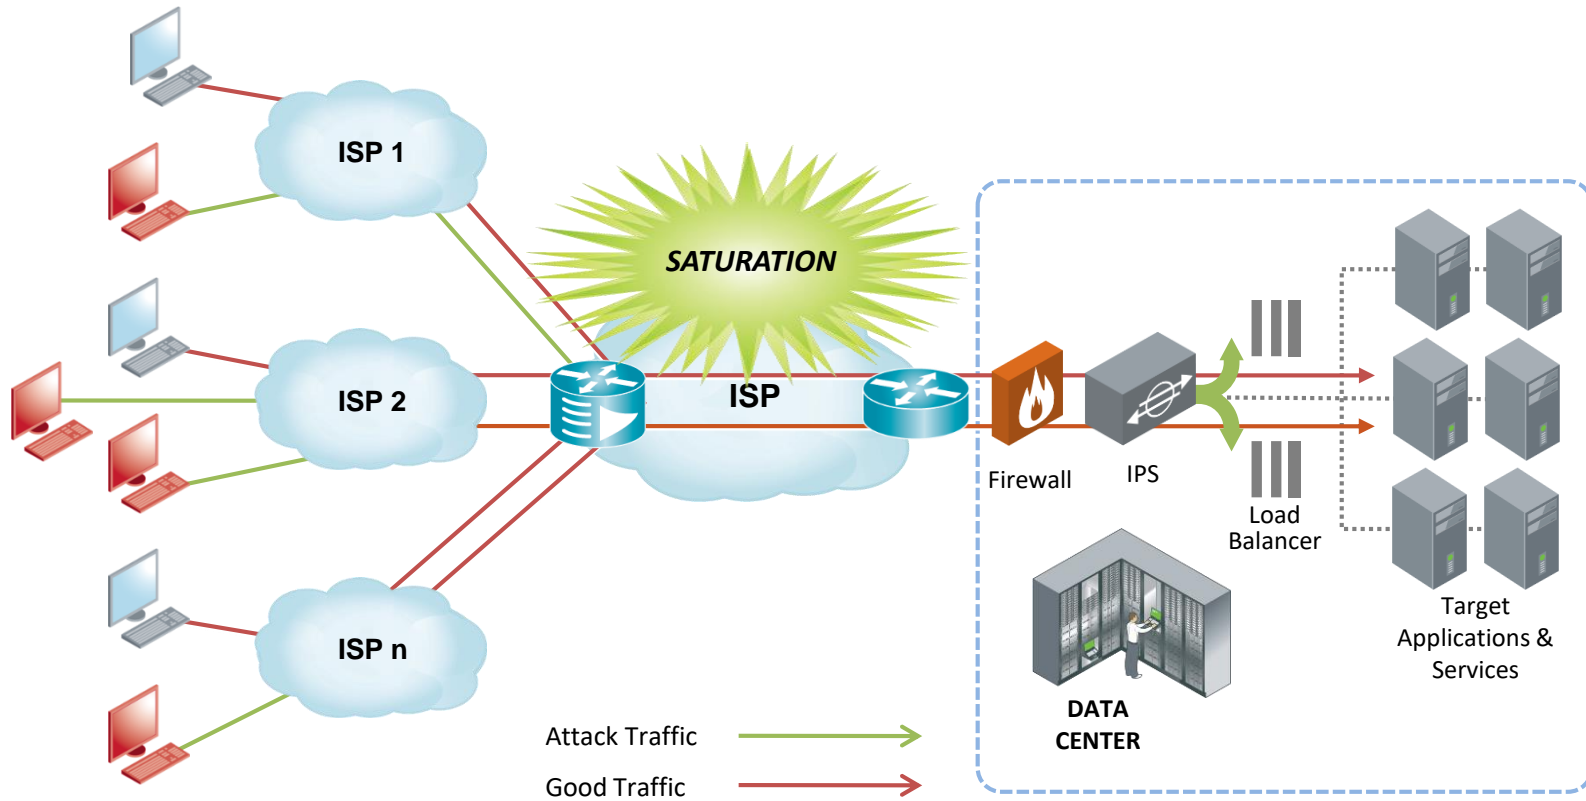 ISP 1
SATURATION
ISP 2
ISP
Firewall
IPS
Load
Balancer
ISP n
Target
Applications &
Services
DATA
CENTER
Attack Traffic
Good Traffic